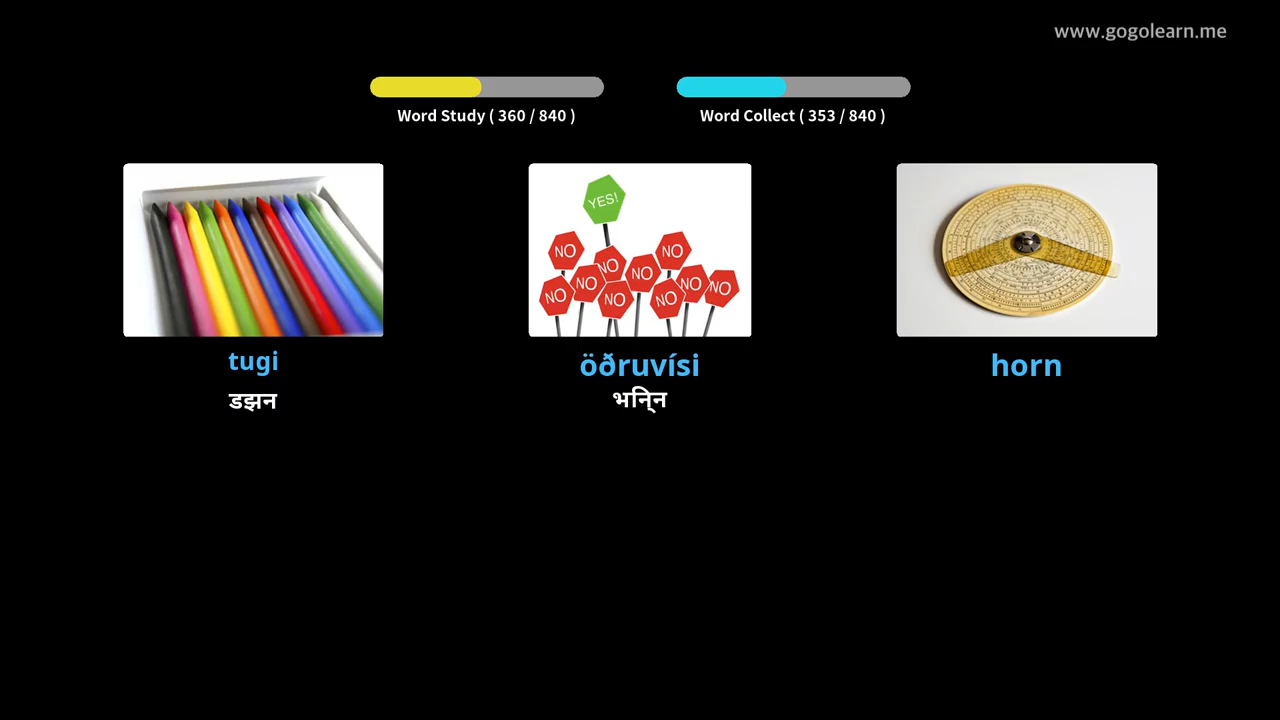 www.gogolearn.me
Word Study ( 360 / 840 )
Word Collect ( 353 / 840 )
YES!
NO
NO
NO
NO
NO
NO
NO
NO
NO
NO
tugi
öðruvísi
horn
डझन
भिन्न